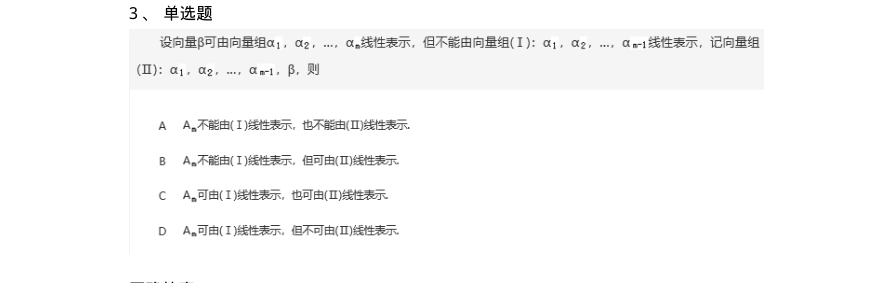 3 、 单选题
设向量β可由向量组α₁，α₂，…，αₘ线性表示，但不能由向量组(Ⅰ)：α₁，α₂，…，αₘ₋₁线性表示，记向量组
(Ⅱ)：α₁，α₂，…，αₘ₋₁，β，则
A Aₘ不能由(Ⅰ)线性表示，也不能由(Ⅱ)线性表示.
B Aₘ不能由(Ⅰ)线性表示，但可由(Ⅱ)线性表示.
C Aₘ可由(Ⅰ)线性表示，也可由(Ⅱ)线性表示.
D Aₘ可由(Ⅰ)线性表示，但不可由(Ⅱ)线性表示.